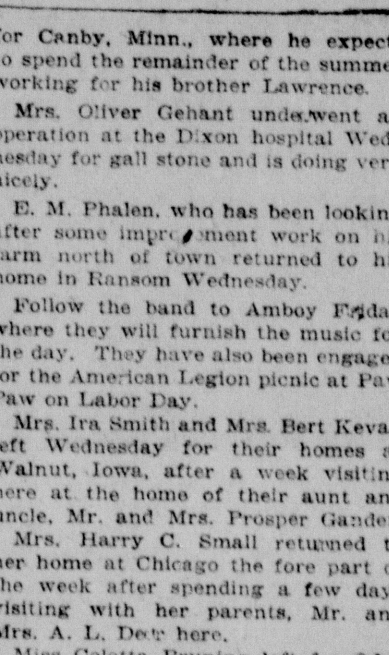 or Canby, Minn., where he expect
o spend the remainder of the summe
vorking for his brother Lawrence.
Mrs. Oliver Gehant underwent a
operation at the Dixon hospital Wed
nesday for gall stone and is doing ver
nicely.
E. M. Phalen, who has been lookin
after some improvement work on hi
farm north of town returned to hi
home in Ransom Wednesday.
Follow the band to Amboy Frida
where they will furnish the music fo
the day. They have also been engage
for the American Legion picnic at Paw
Paw on Labor Day.
Mrs. Ira Smith and Mrs. Bert Keva
left Wednesday for their homes a
Walnut, Iowa, after a week visitin
here at the home of their aunt an
uncle, Mr. and Mrs. Prosper Gande
Mrs. Harry C. Small returned t
her home at Chicago the fore part o
the week after spending a few day
visiting with her parents, Mr. an
Mrs. A. L. here.
Miss